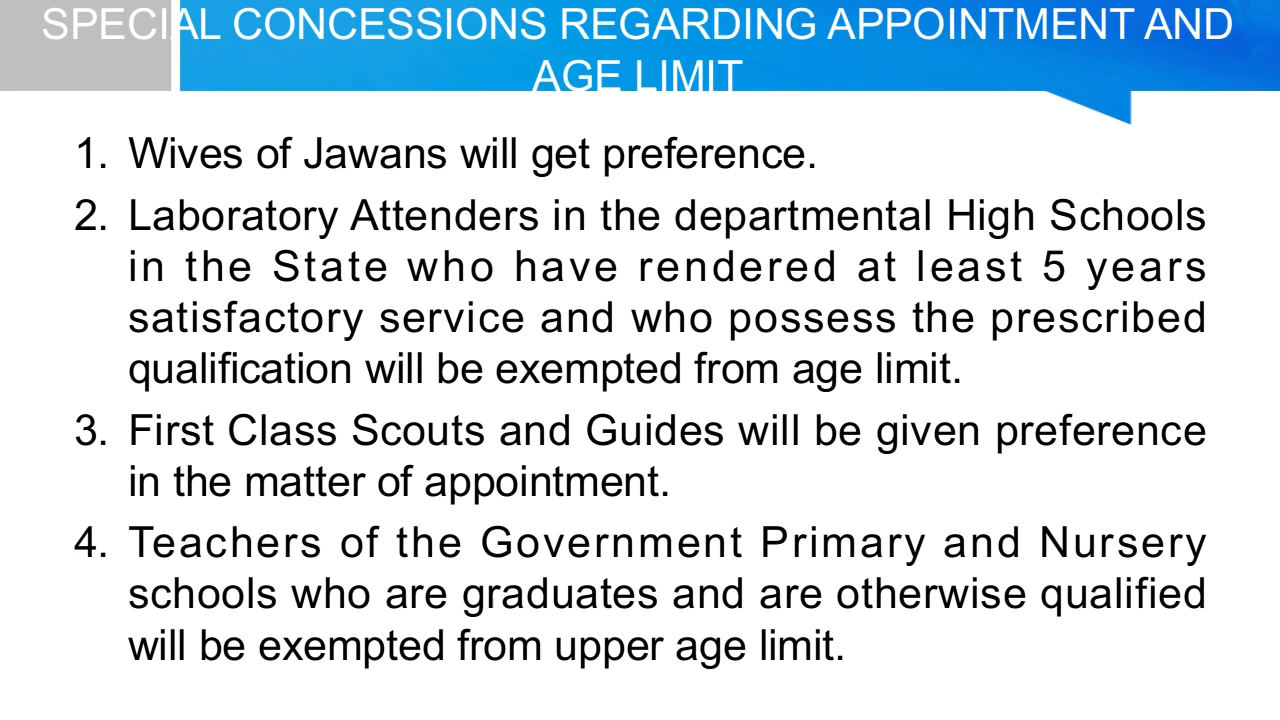 SPECIAL CONCESSIONS REGARDING APPOINTMENT AND
AGE LIMIT
1. Wives of Jawans will get preference.
2. Laboratory Attenders in the departmental High Schools
in the State who have rendered at least 5 years
satisfactory service and who possess the prescribed
qualification will be exempted from age limit.
3. First Class Scouts and Guides will be given preference
in the matter of appointment.
4. Teachers of the Government Primary and Nursery
schools who are graduates and are otherwise qualified
will be exempted from upper age limit.